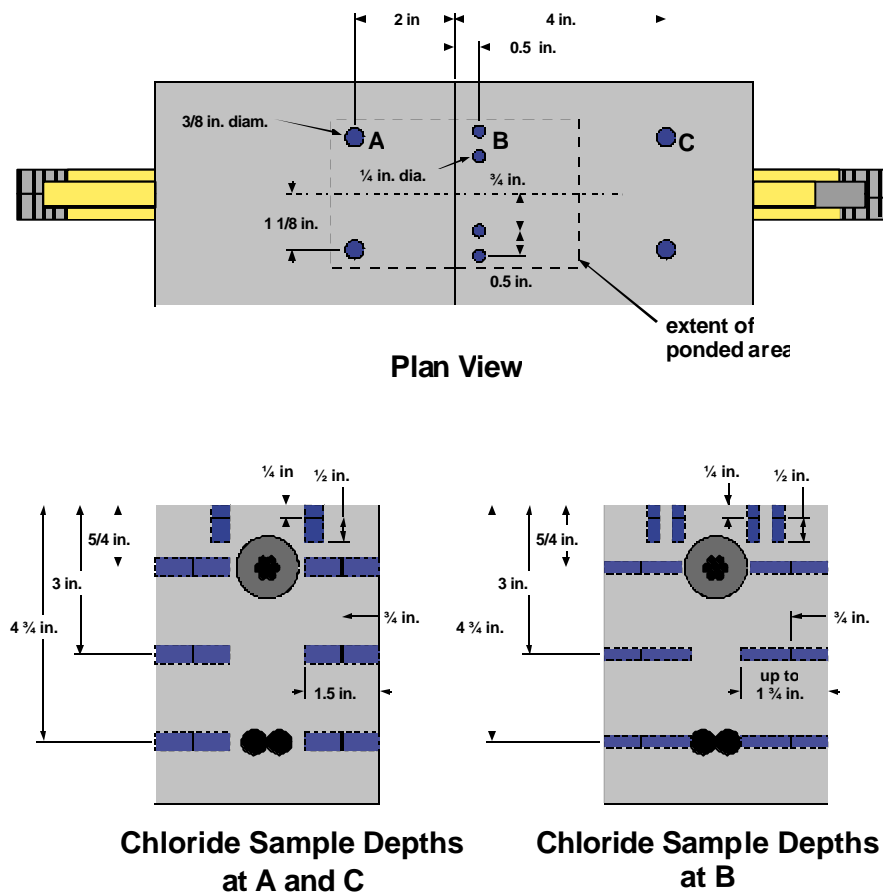 2 in
4 in.
0.5 in.
3/8 in. diam.
A
B
C
¼ in. dia.
¾ in.
1 1/8 in.
0.5 in.
extent of
ponded area
Plan View
¼ in
½ in.
5/4 in.
3 in.
4 ¾ in.
¾ in.
1.5 in.
Chloride Sample Depths
at A and C
¼ in.
½ in.
5/4 in.
3 in.
4 ¾ in.
¾ in.
up to
1 ¾ in.
Chloride Sample Depths
at B